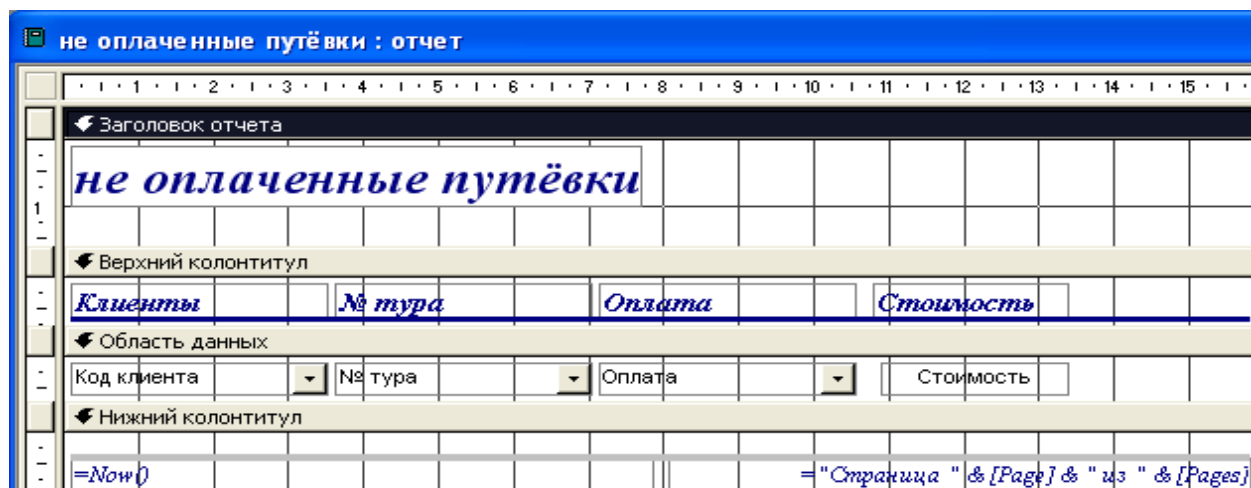 не оплаченные путёвки : отчет
1 2 3 4 5 6 7 8 9 10 11 12 13 14 15
Заголовок отчета
не оплаченные путёвки
1
Верхний колонтитул
Клиенты № тура Оплата Стоимость
Область данных
Код клиента № тура Оплата Стоимость
Нижний колонтитул
=Now() ="Страница " & [Page] & " из " & [Pages]